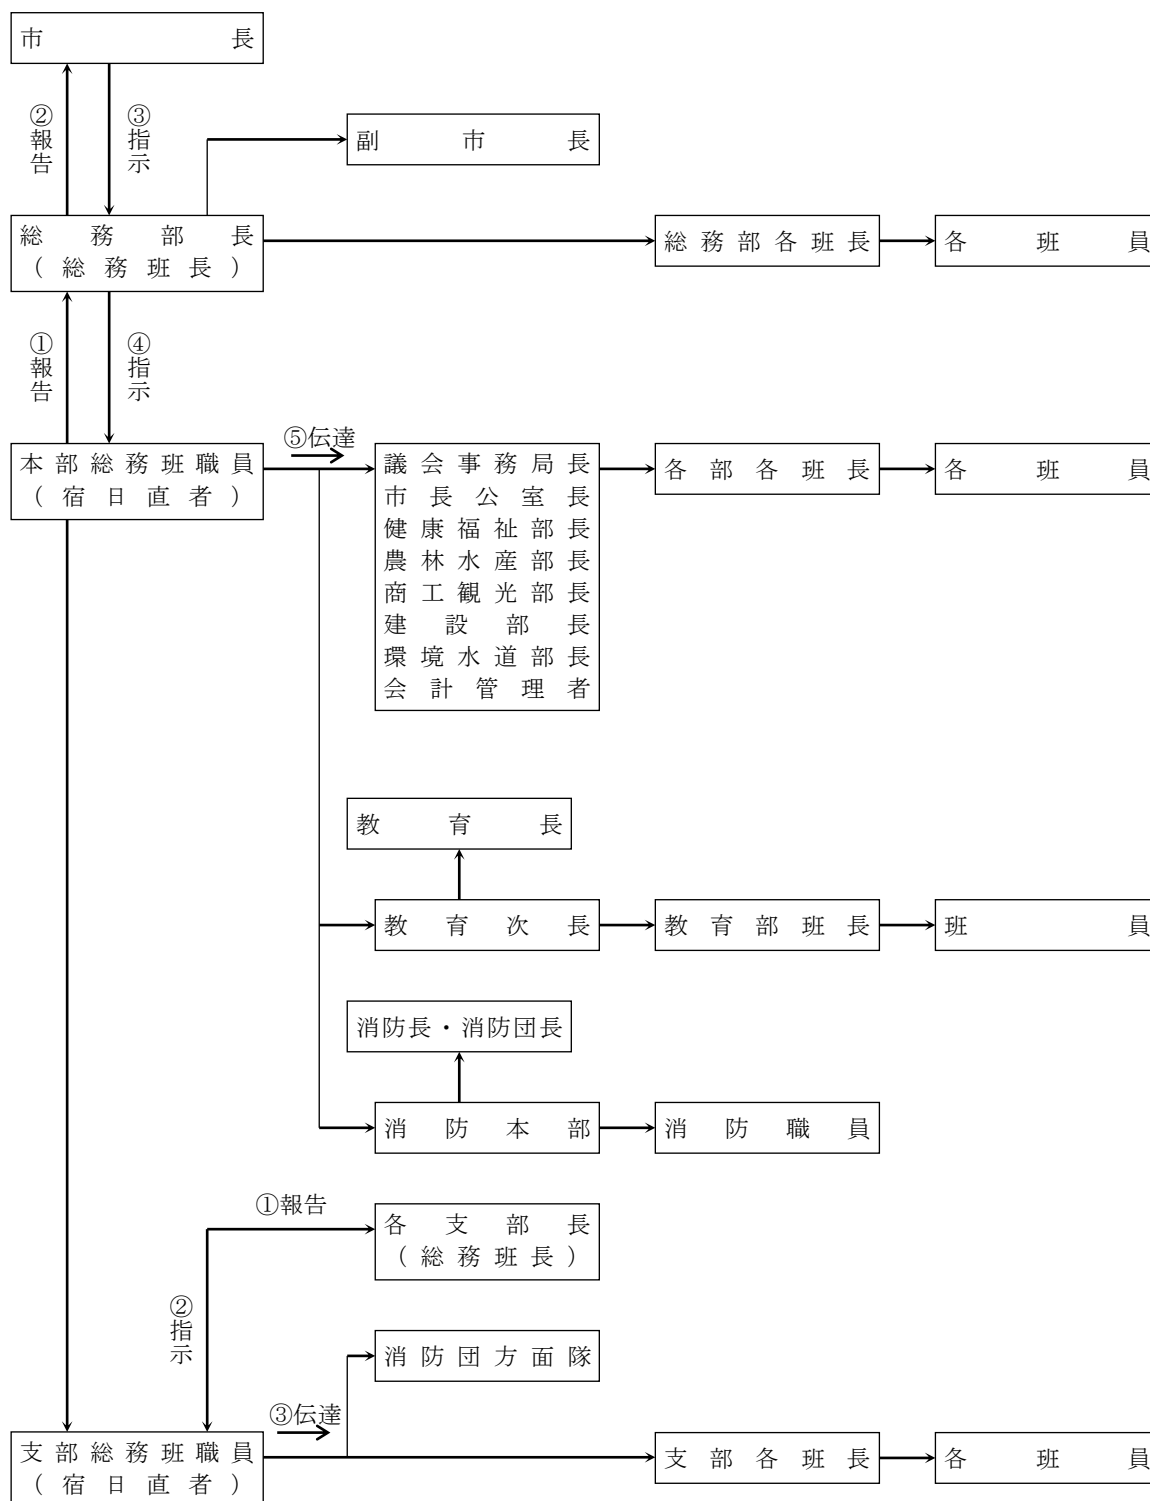 市長
②報告
③指示
副市長
総務部長
（総務班長）
総務部各班長
各班員
①報告
④指示
⑤伝達
本部総務班職員
（宿日直者）
議会事務局長
市長公室長
健康福祉部長
農林水産部長
商工観光部長
建設部長
環境水道部長
会計管理者
各部各班長
各班員
教育長
教育次長
教育部班長
班員
消防長・消防団長
消防本部
消防職員
①報告
各支部長
（総務班長）
②指示
消防団方面隊
③伝達
支部総務班職員
（宿日直者）
支部各班長
各班員